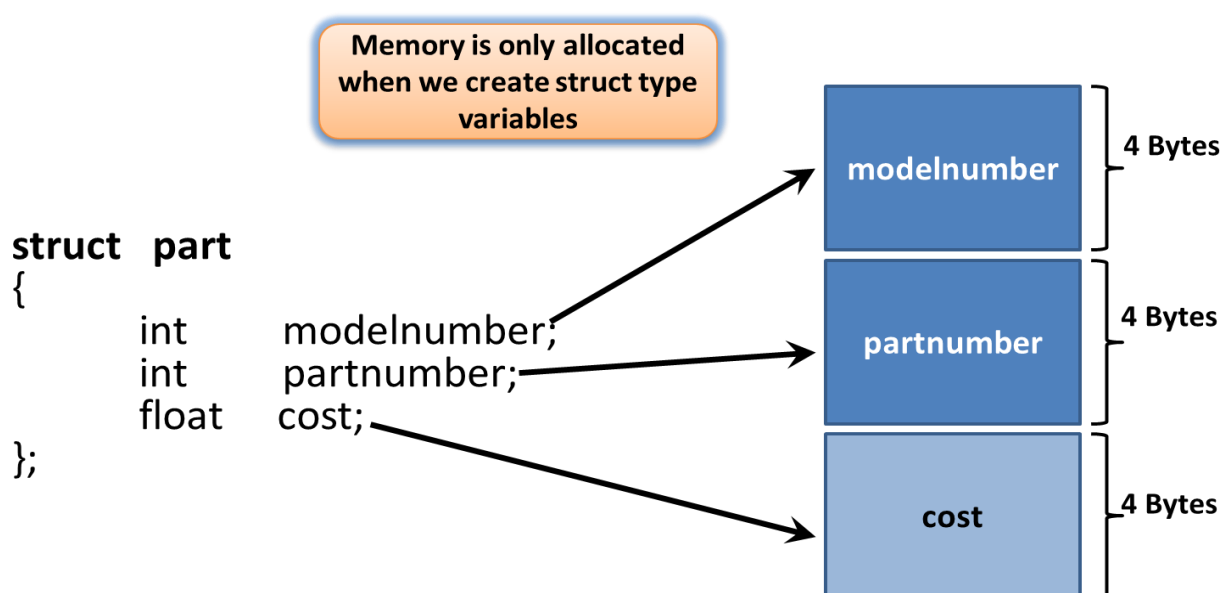 Memory is only allocated
when we create struct type
variables
struct part
{
int modelnumber;
int partnumber;
float cost;
};
modelnumber
4 Bytes
partnumber
4 Bytes
cost
4 Bytes